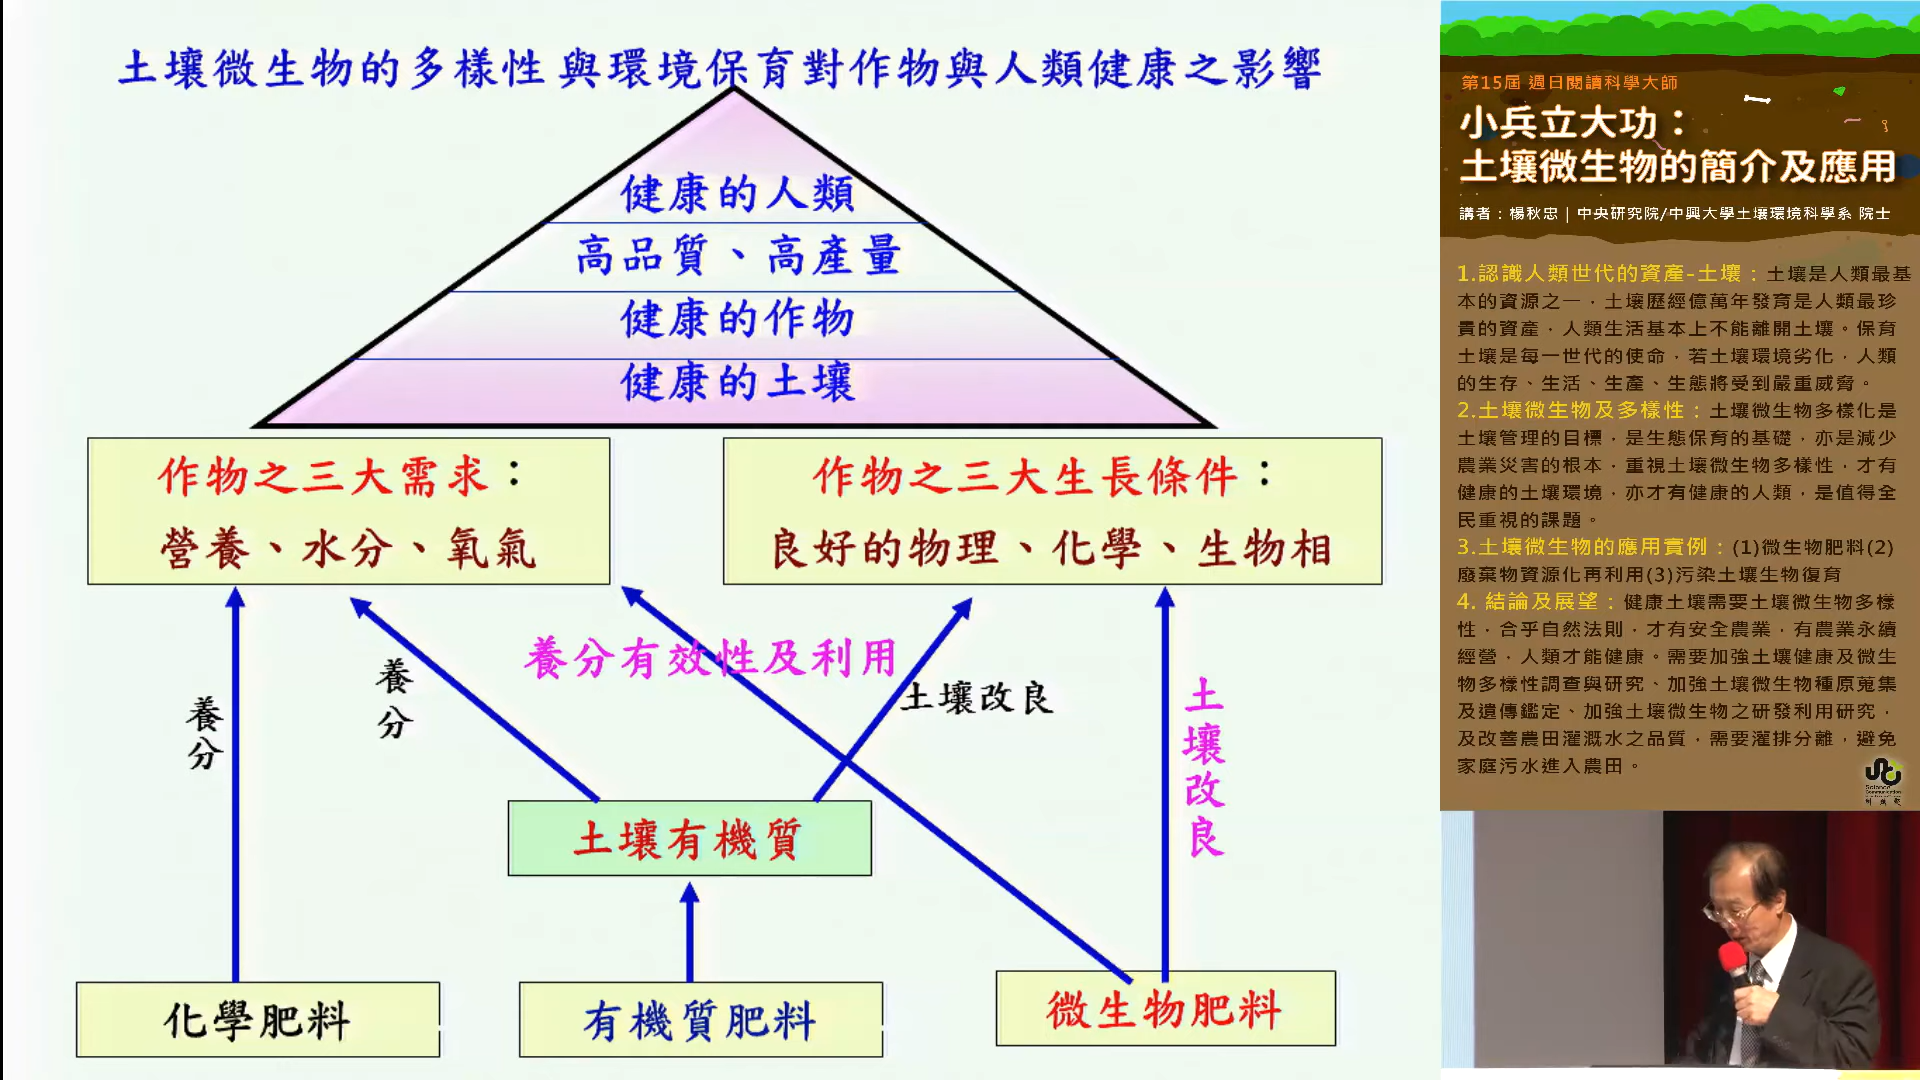 土壤微生物的多樣性與環境保育對作物與人類健康之影響
健康的人類
高品質、高產量
健康的作物
健康的土壤
作物之三大需求：
營養、水分、氧氣
作物之三大生長條件：
良好的物理、化學、生物相
養分
養分
養分有效性及利用
土壤改良
土壤改良
土壤有機質
化學肥料
有機質肥料
微生物肥料
第15屆 週日閱讀科學大師
小兵立大功：
土壤微生物的簡介及應用
講者：楊秋忠｜中央研究院/中興大學土壤環境科學系 院士
1.認識人類世代的資產-土壤：土壤是人類最基
本的資源之一，土壤歷經億萬年發育是人類最珍
貴的資產，人類生活基本上不能離開土壤。保育
土壤是每一世代的使命，若土壤環境劣化，人類
的生存、生活、生產、生態將受到嚴重威脅。
2.土壤微生物及多樣性：土壤微生物多樣化是
土壤管理的目標，是生態保育的基礎，亦是減少
農業災害的根本，重視土壤微生物多樣性，才有
健康的土壤環境，亦才有健康的人類，是值得全
民重視的課題。
3.土壤微生物的應用實例：(1)微生物肥料(2)
廢棄物資源化再利用(3)污染土壤生物復育
4. 結論及展望：健康土壤需要土壤微生物多樣
性，合乎自然法則，才有安全農業，有農業永續
經營，人類才能健康。需要加強土壤健康及微生
物多樣性調查與研究、加強土壤微生物種原蒐集
及遺傳鑑定、加強土壤微生物之研發利用研究，
及改善農田灌溉水之品質，需要灌排分離，避免
家庭污水進入農田。